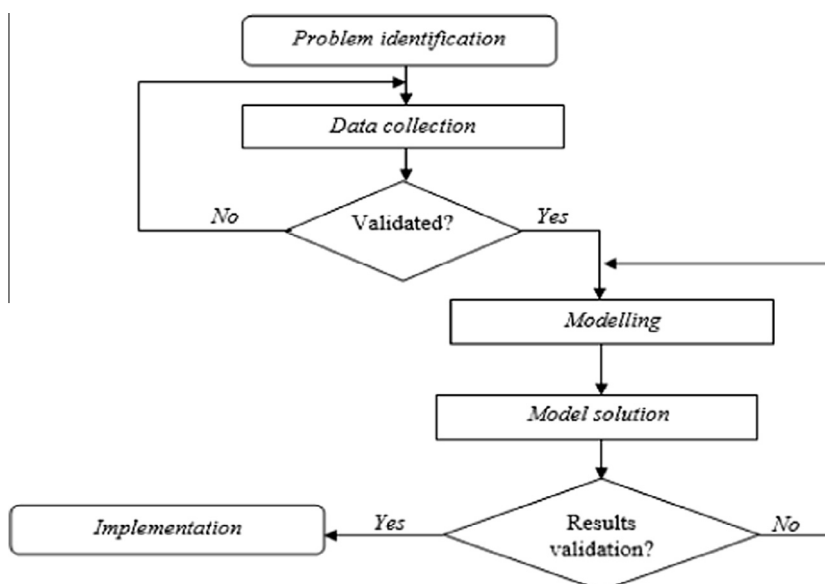 Problem identification
Data collection
Validated?
No
Yes
Modelling
Model solution
Results
validation?
Yes
No
Implementation